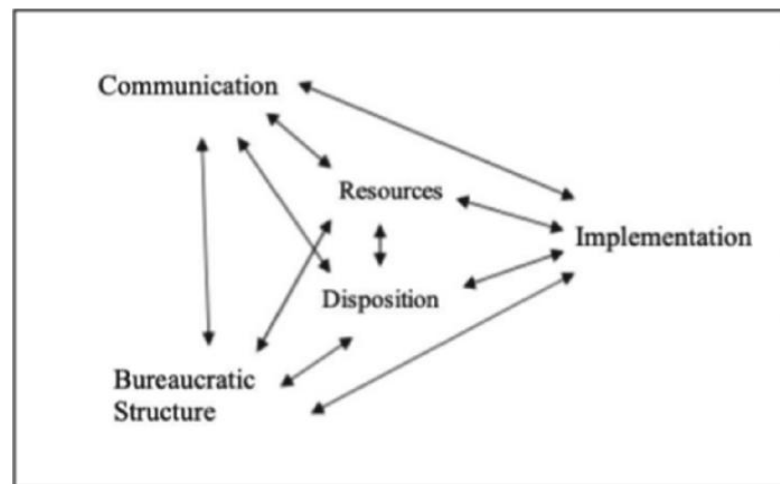 Communication
Resources
Implementation
Disposition
Bureaucratic
Structure